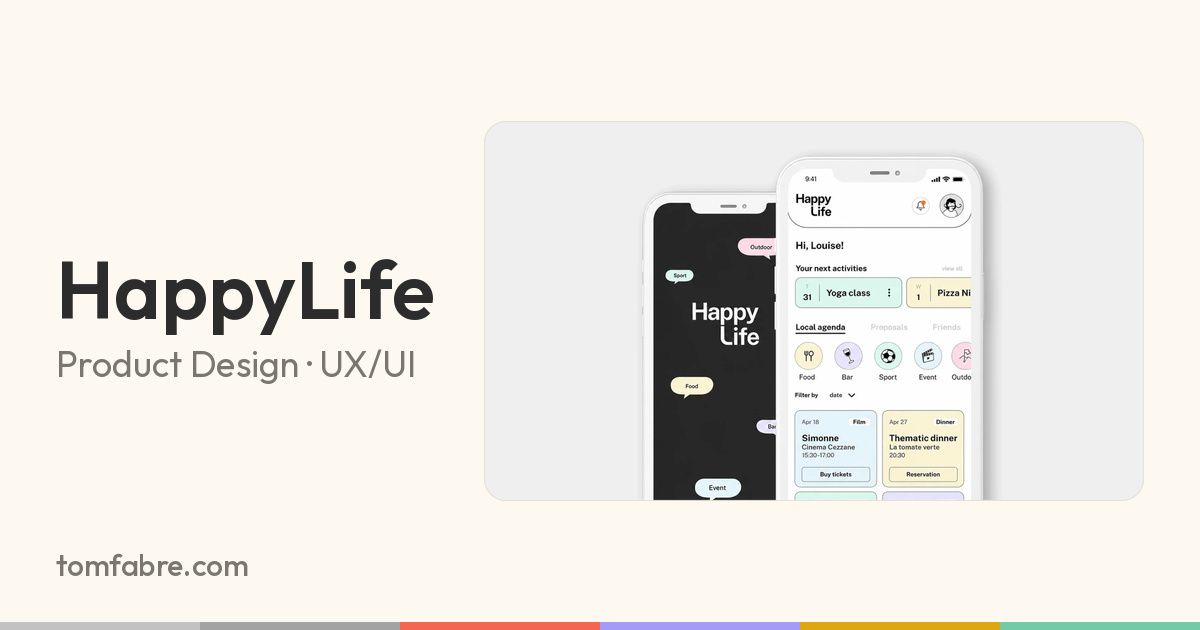 HappyLife
Product Design · UX/UI
tomfabre.com
Outdoor
Sport
Happy
Life
Food
Event
9:41
Happy
Life
Hi, Louise!
Your next activities
view all
T
31
Yoga class
W
1
Pizza Ni
Local agenda
Proposals
Friends
Food
Bar
Sport
Event
Outdo
Filter by
date
Apr 18
Film
Simonne
Cinema Cezzane
15:30-17:00
Buy tickets
Apr 27
Dinner
Thematic dinner
La tomate verte
20:30
Reservation